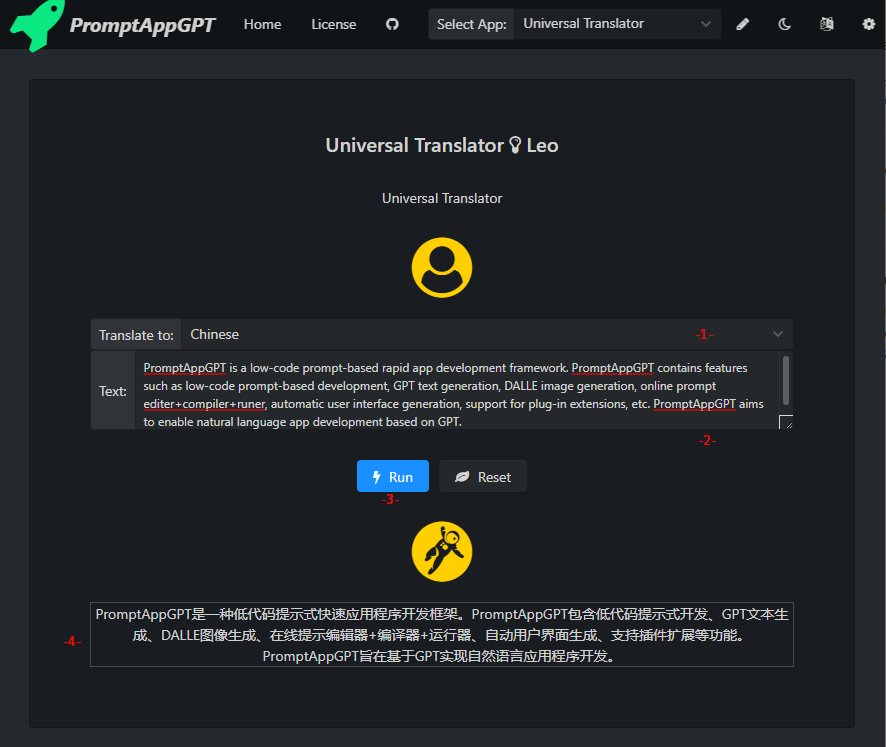 PromptAppGPT Home License Select App: Universal Translator
Universal Translator Leo
Universal Translator
Translate to: Chinese -1-
Text:
PromptAppGPT is a low-code prompt-based rapid app development framework. PromptAppGPT contains features
such as low-code prompt-based development, GPT text generation, DALLE image generation, online prompt
editer+compiler+runer, automatic user interface generation, support for plug-in extensions, etc. PromptAppGPT aims
to enable natural language app development based on GPT.
-2-
Run Reset
-3-
PromptAppGPT是一种低代码提示式快速应用程序开发框架。PromptAppGPT包含低代码提示式开发、GPT文本生
-4- 成、DALLE图像生成、在线提示编辑器+编译器+运行器、自动用户界面生成、支持插件扩展等功能。
PromptAppGPT旨在基于GPT实现自然语言应用程序开发。